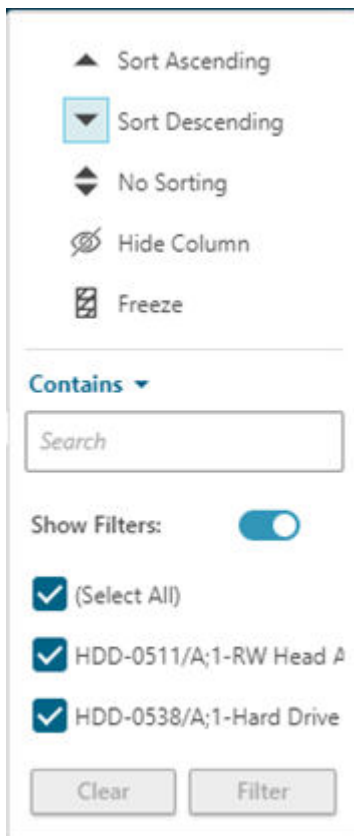 Sort Ascending
Sort Descending
No Sorting
Hide Column
Freeze
Contains
Search
Show Filters:
(Select All)
HDD-0511/A;1-RW Head A
HDD-0538/A;1-Hard Drive
Clear Filter